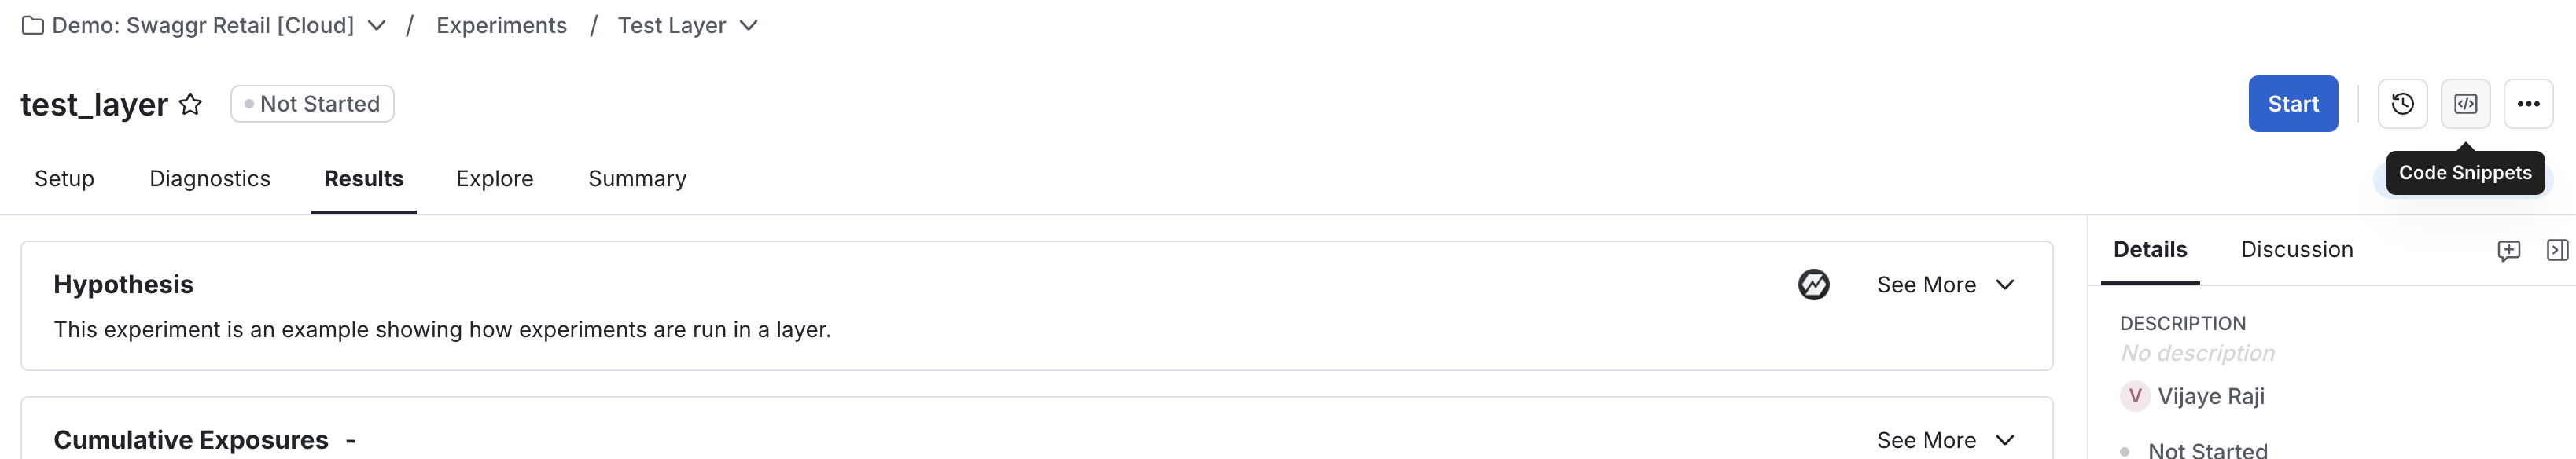 Demo: Swaggr Retail [Cloud] / Experiments / Test Layer
test_layer Not Started Start
Code Snippets
Setup Diagnostics Results Explore Summary
Details Discussion
Hypothesis See More
This experiment is an example showing how experiments are run in a layer.
DESCRIPTION
No description
V Vijaye Raji
Cumulative Exposures - See More
Not Started